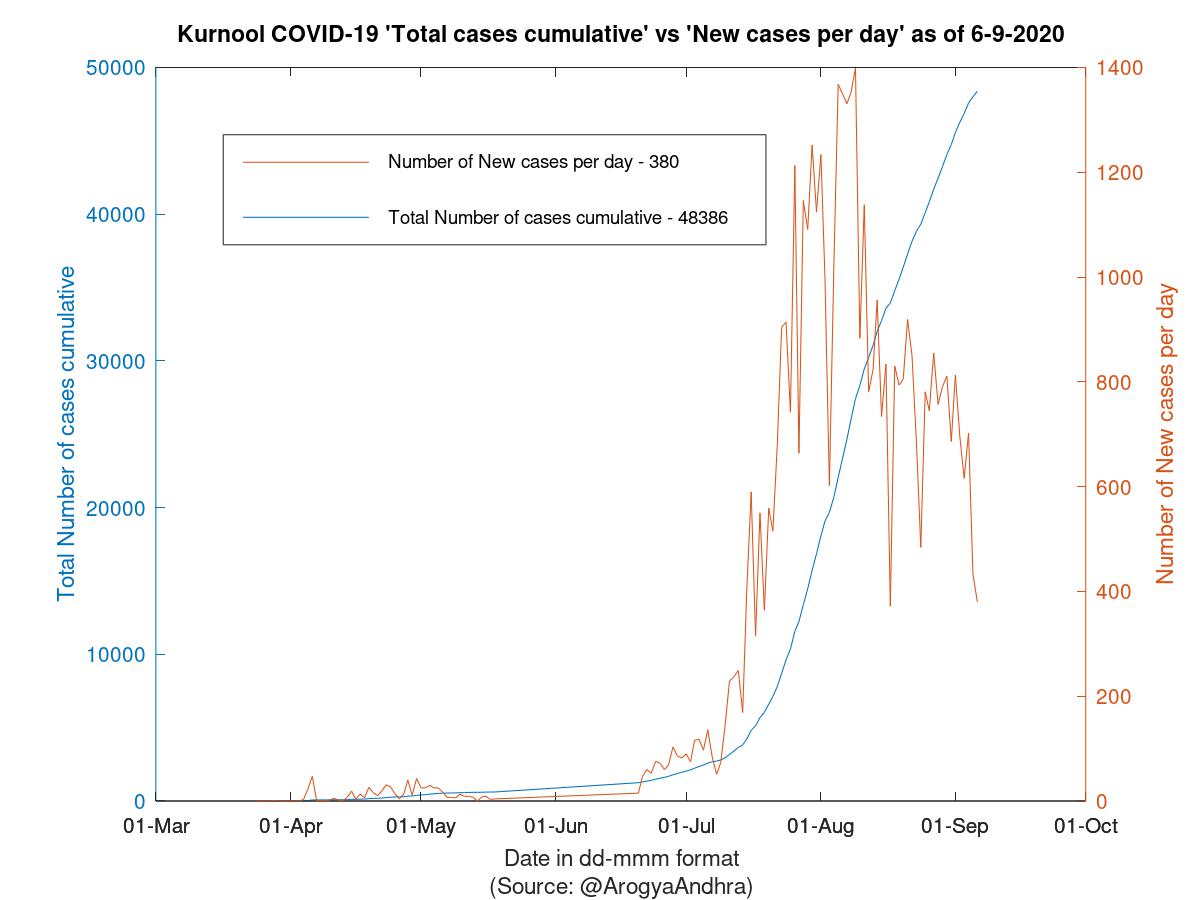 Kurnool COVID-19 'Total cases cumulative' vs 'New cases per day' as of 6-9-2020
50000
40000
30000
20000
10000
0
Total Number of cases cumulative
Number of New cases per day - 380
Total Number of cases cumulative - 48386
1400
1200
1000
800
600
400
200
0
Number of New cases per day
01-Mar 01-Apr 01-May 01-Jun 01-Jul 01-Aug 01-Sep 01-Oct
Date in dd-mmm format
(Source: @ArogyaAndhra)